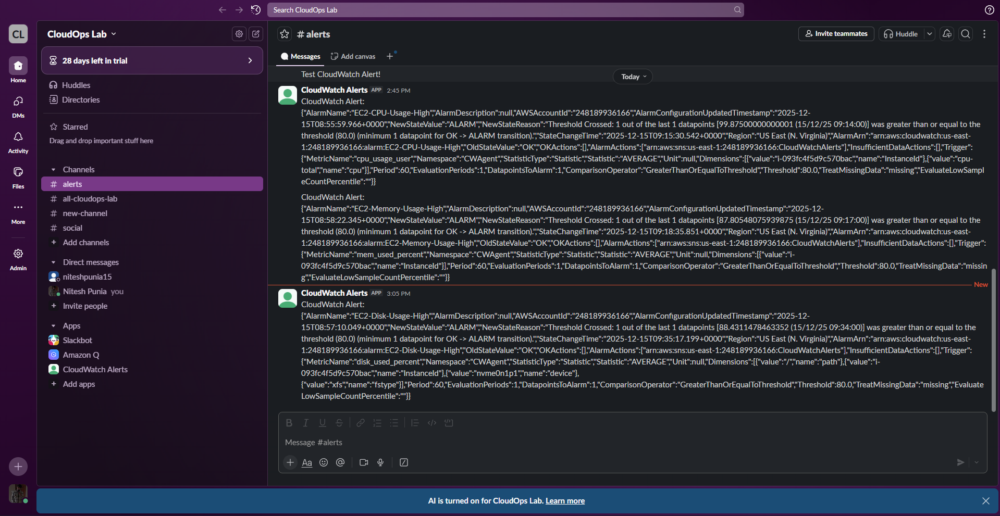 Search CloudOps Lab
CL
CloudOps Lab
# alerts
Invite teammates
Huddle
Messages
Add canvas
28 days left in trial
Home
Huddles
Directories
DMs
Starred
Drag and drop important stuff here
Activity
Channels
Files
# alerts
# all-cloudops-lab
# new-channel
More
# social
+ Add channels
Direct messages
Admin
niteshpunia15
Nitesh Punia you
+ Invite people
Apps
Slackbot
Amazon Q
CloudWatch Alerts
+ Add apps
Test CloudWatch Alert!
Today
CloudWatch Alerts APP 2:45 PM
CloudWatch Alert:
{"AlarmName":"EC2-CPU-Usage-High","AlarmDescription":null,"AWSAccountId":"248189936166","AlarmConfigurationUpdatedTimestamp":"2025-12-
15T08:55:59.966+0000","NewStateValue":"ALARM","NewStateReason":"Threshold Crossed: 1 out of the last 1 datapoints [99.87500000000001 (15/12/25 09:14:00)] was greater than or equal to the
threshold (80.0) (minimum 1 datapoint for OK -> ALARM transition).","StateChangeTime":"2025-12-15T09:15:30.542+0000","Region":"US East (N. Virginia)","AlarmArn":"arn:aws:cloudwatch:us-east-
1:248189936166:alarm:EC2-CPU-Usage-High","OldStateValue":"OK","OKActions":[],"AlarmActions":["arn:aws:sns:us-east-1:248189936166:CloudWatchAlerts"],"InsufficientDataActions":[],"Trigger":
{"MetricName":"cpu_usage_user","Namespace":"CWAgent","StatisticType":"Statistic","Statistic":"AVERAGE","Unit":null,"Dimensions":[{"value":"i-093fc4f5d9c570bac","name":"InstanceId"},{"value":"cpu-
total","name":"cpu"}],"Period":60,"EvaluationPeriods":1,"DatapointsToAlarm":1,"ComparisonOperator":"GreaterThanOrEqualToThreshold","Threshold":80.0,"TreatMissingData":"missing","EvaluateLowSampl
eCountPercentile":""}}
CloudWatch Alert:
{"AlarmName":"EC2-Memory-Usage-High","AlarmDescription":null,"AWSAccountId":"248189936166","AlarmConfigurationUpdatedTimestamp":"2025-12-
15T08:58:22.345+0000","NewStateValue":"ALARM","NewStateReason":"Threshold Crossed: 1 out of the last 1 datapoints [87.80548075939875 (15/12/25 09:17:00)] was greater than or equal to the
threshold (80.0) (minimum 1 datapoint for OK -> ALARM transition).","StateChangeTime":"2025-12-15T09:18:35.851+0000","Region":"US East (N. Virginia)","AlarmArn":"arn:aws:cloudwatch:us-east-
1:248189936166:alarm:EC2-Memory-Usage-High","OldStateValue":"OK","OKActions":[],"AlarmActions":["arn:aws:sns:us-east-1:248189936166:CloudWatchAlerts"],"InsufficientDataActions":[],"Trigger":
{"MetricName":"mem_used_percent","Namespace":"CWAgent","StatisticType":"Statistic","Statistic":"AVERAGE","Unit":null,"Dimensions":[{"value":"i-
093fc4f5d9c570bac","name":"InstanceId"}],"Period":60,"EvaluationPeriods":1,"DatapointsToAlarm":1,"ComparisonOperator":"GreaterThanOrEqualToThreshold","Threshold":80.0,"TreatMissingData":"missin
g","EvaluateLowSampleCountPercentile":""}}
New
CloudWatch Alerts APP 3:05 PM
CloudWatch Alert:
{"AlarmName":"EC2-Disk-Usage-High","AlarmDescription":null,"AWSAccountId":"248189936166","AlarmConfigurationUpdatedTimestamp":"2025-12-
15T08:57:10.049+0000","NewStateValue":"ALARM","NewStateReason":"Threshold Crossed: 1 out of the last 1 datapoints [88.4311478463352 (15/12/25 09:34:00)] was greater than or equal to the
threshold (80.0) (minimum 1 datapoint for OK -> ALARM transition).","StateChangeTime":"2025-12-15T09:35:17.199+0000","Region":"US East (N. Virginia)","AlarmArn":"arn:aws:cloudwatch:us-east-
1:248189936166:alarm:EC2-Disk-Usage-High","OldStateValue":"OK","OKActions":[],"AlarmActions":["arn:aws:sns:us-east-1:248189936166:CloudWatchAlerts"],"InsufficientDataActions":[],"Trigger":
{"MetricName":"disk_used_percent","Namespace":"CWAgent","StatisticType":"Statistic","Statistic":"AVERAGE","Unit":null,"Dimensions":[{"value":"/","name":"path"},{"value":"i-
093fc4f5d9c570bac","name":"InstanceId"},{"value":"nvme0n1p1","name":"device"},
{"value":"xfs","name":"fstype"}],"Period":60,"EvaluationPeriods":1,"DatapointsToAlarm":1,"ComparisonOperator":"GreaterThanOrEqualToThreshold","Threshold":80.0,"TreatMissingData":"missing","Evaluate
LowSampleCountPercentile":""}}
Message #alerts
Aa
AI is turned on for CloudOps Lab. Learn more